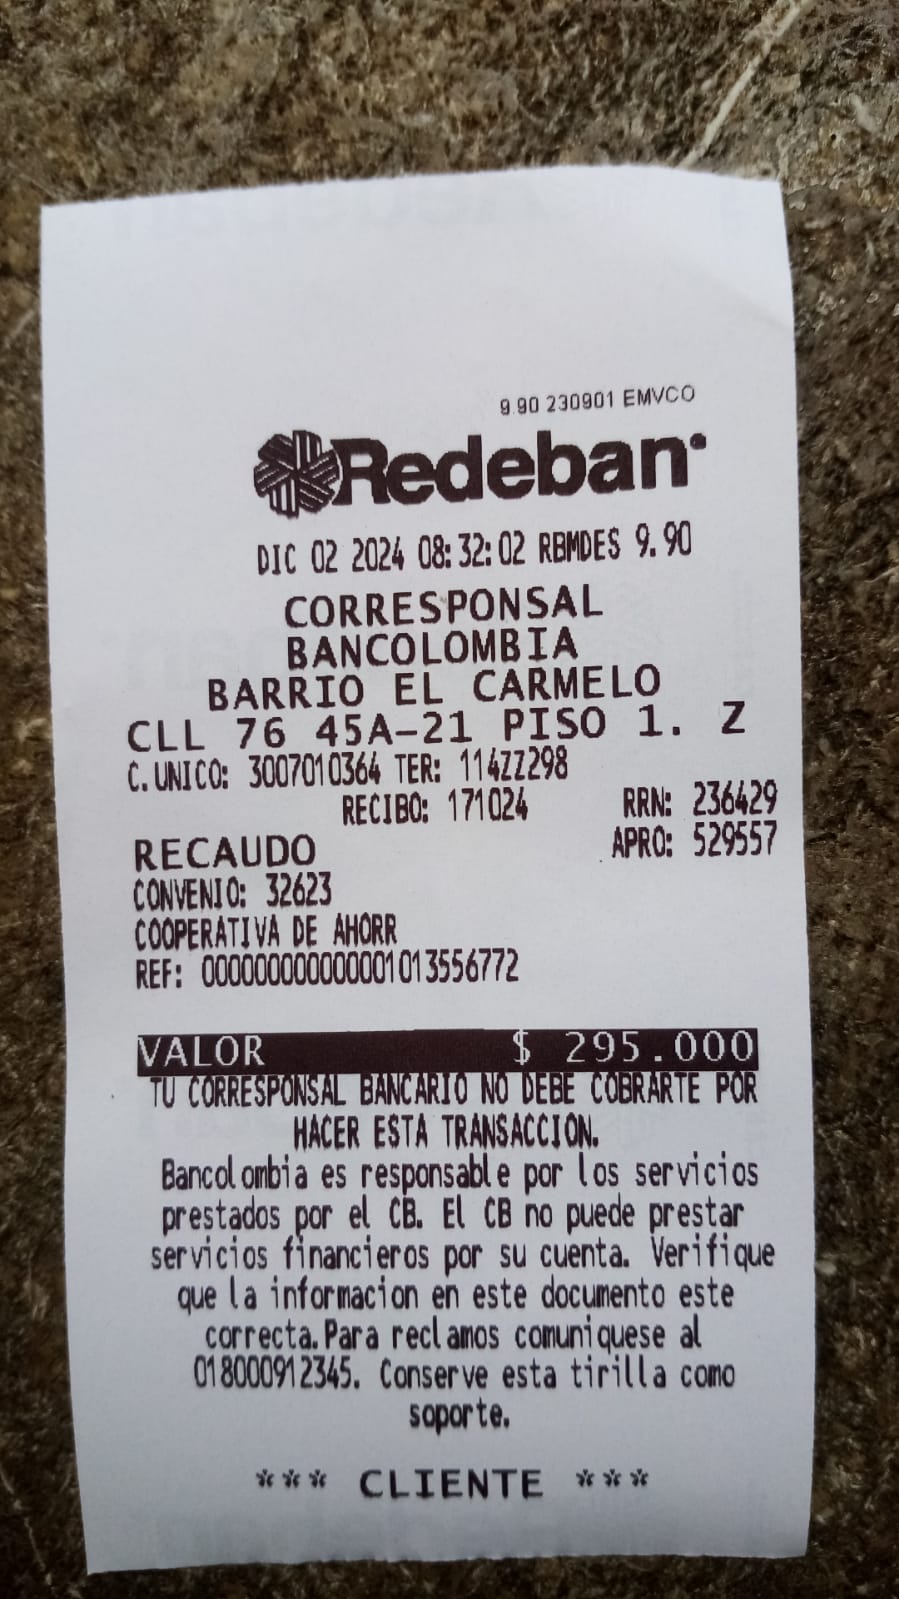 9.90 230901 EMVCO
Redeban
DIC 02 2024 08:32:02 RBMDES 9.90
CORRESPONSAL
BANCOLOMBIA
BARRIO EL CARMELO
CLL 76 45A-21 PISO 1. Z
C.UNICO: 3007010364 TER: 114ZZ298
RECIBO: 171024 RRN: 236429
RECAUDO APRO: 529557
CONVENIO: 32623
COOPERATIVA DE AHORR
REF: 00000000000001013556772
VALOR $ 295.000
TU CORRESPONSAL BANCARIO NO DEBE COBRARTE POR
HACER ESTA TRANSACCION.
Bancolombia es responsable por los servicios
prestados por el CB. El CB no puede prestar
servicios financieros por su cuenta. Verifique
que la informacion en este documento este
correcta.Para reclamos comuniquese al
018000912345. Conserve esta tirilla como
soporte.
*** CLIENTE ***